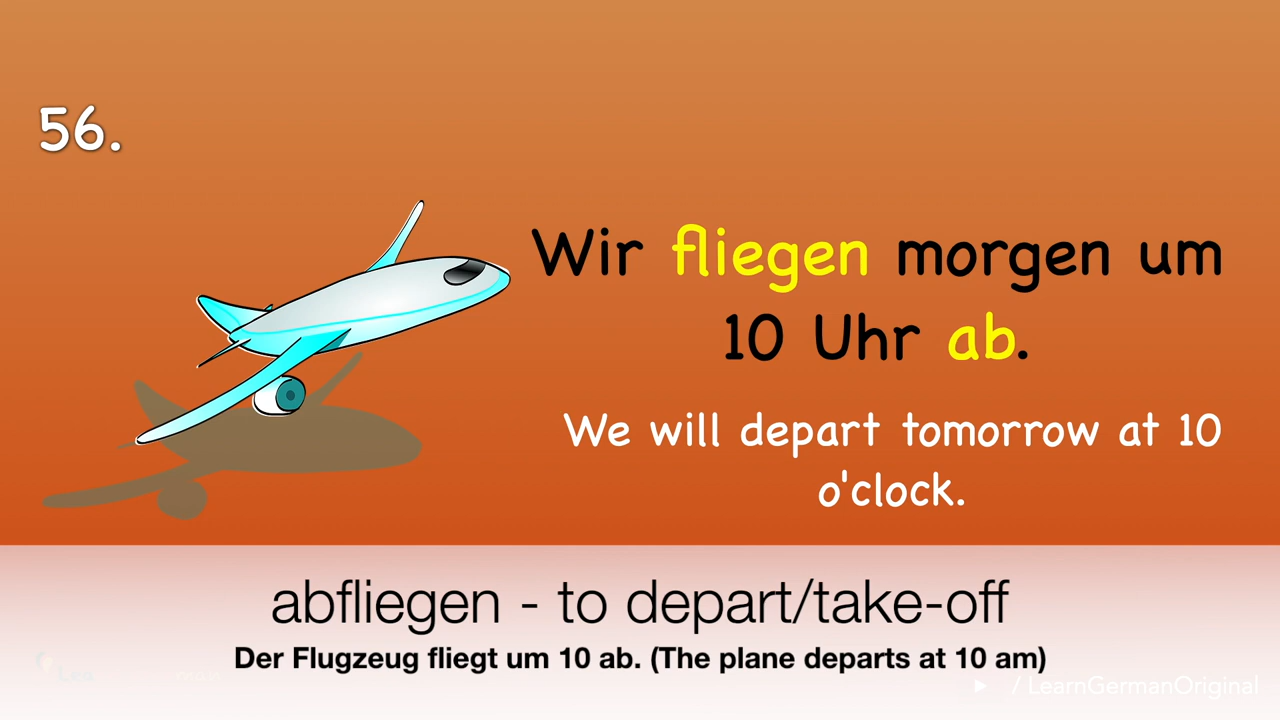 56.
Wir fliegen morgen um
10 Uhr ab.
We will depart tomorrow at 10
o'clock.
abfliegen - to depart/take-off
Der Flugzeug fliegt um 10 ab. (The plane departs at 10 am)
/ LearnGermanOriginal